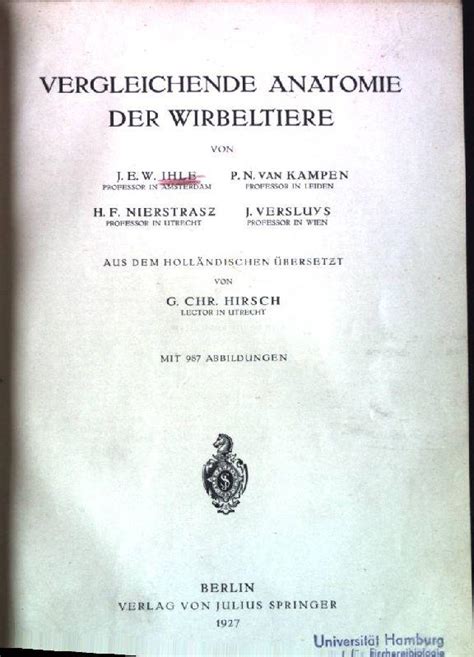 VERGLEICHENDE ANATOMIE
DER WIRBELTIERE
VON
J. E. W. IHLE P. N. VAN KAMPEN
PROFESSOR IN AMSTERDAM PROFESSOR IN LEIDEN
H. F. NIERSTRASZ J. VERSLUYS
PROFESSOR IN UTRECHT PROFESSOR IN WIEN
AUS DEM HOLLÄNDISCHEN ÜBERSETZT
VON
G. CHR. HIRSCH
LECTOR IN UTRECHT
MIT 987 ABBILDUNGEN
BERLIN
VERLAG VON JULIUS SPRINGER
1927
Universität Hamburg
Fischereibiologie